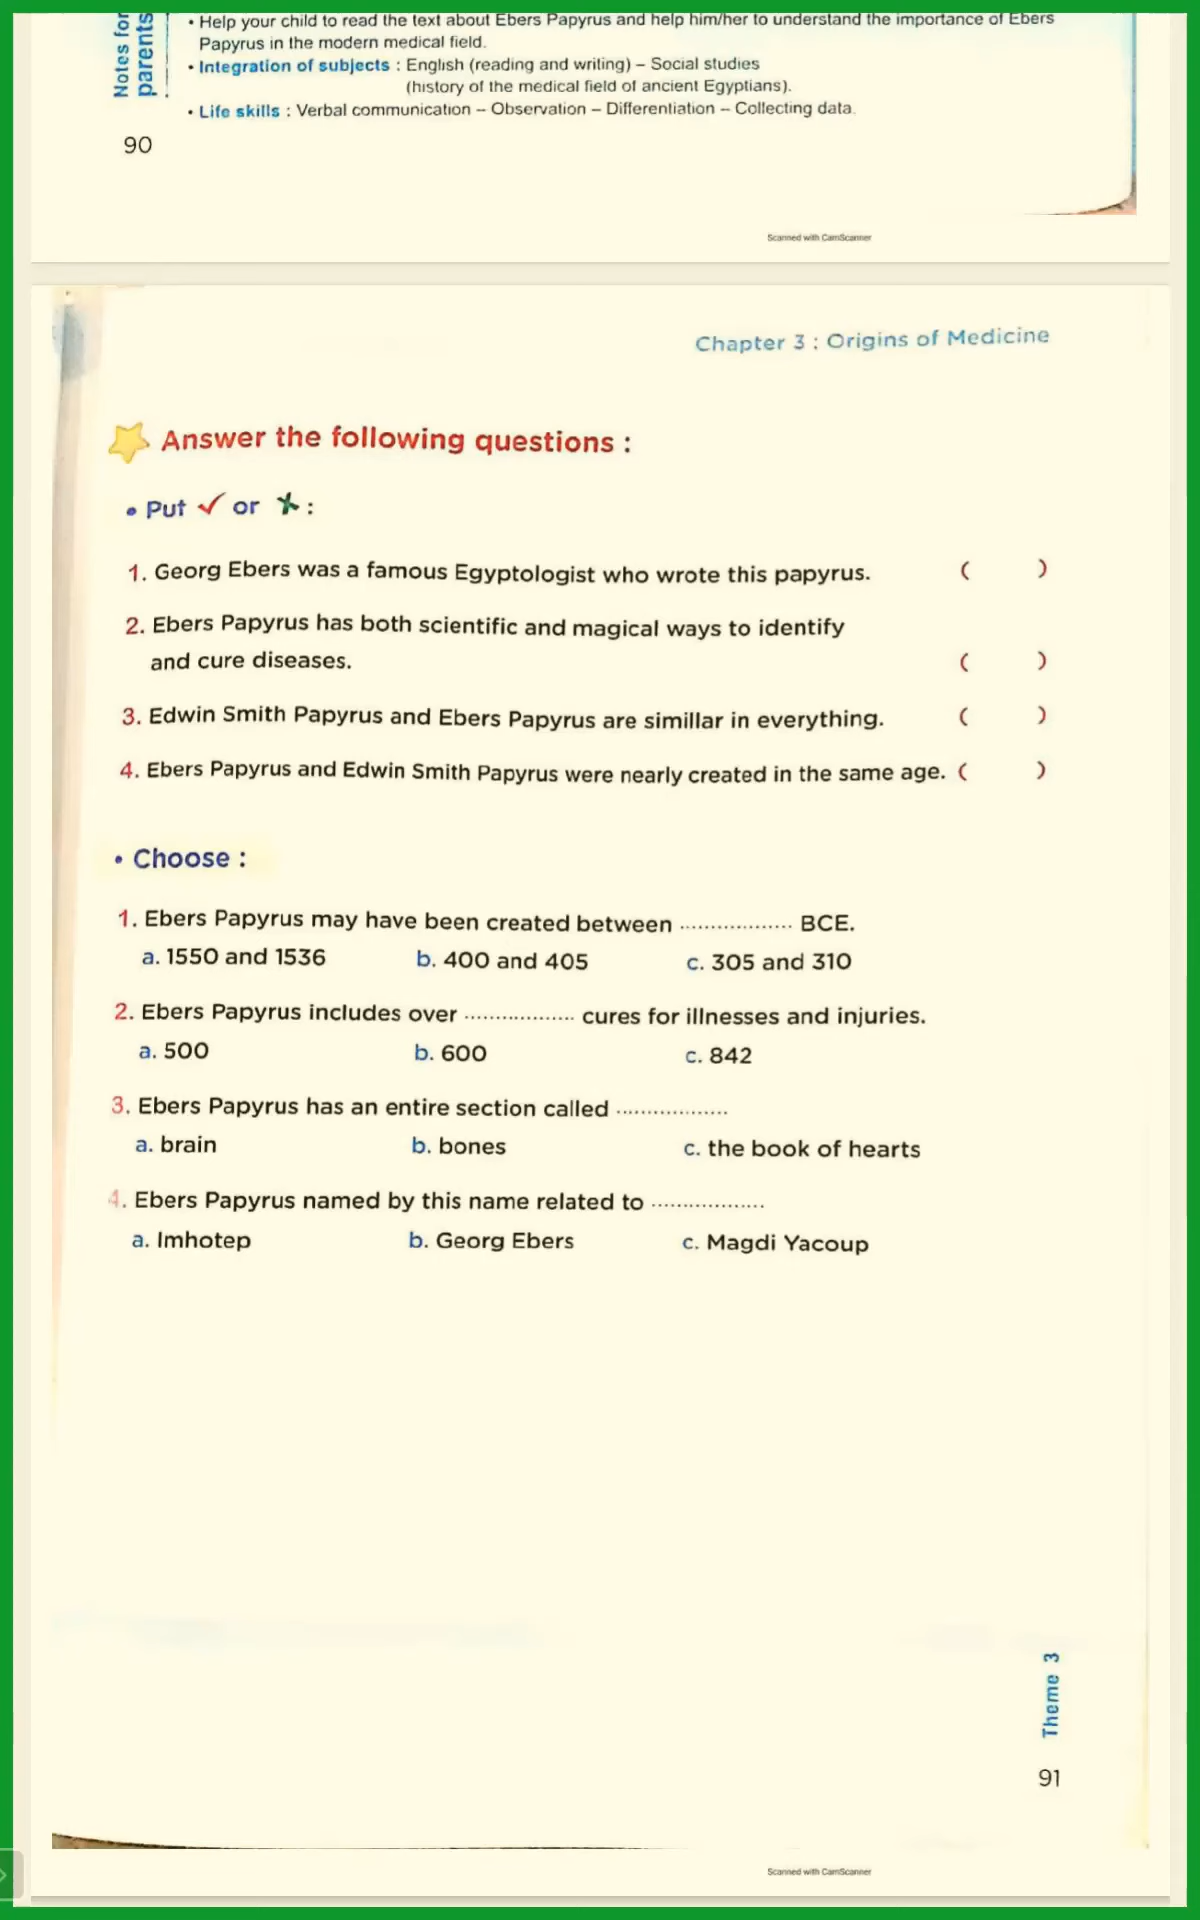 Notes for
parents
• Help your child to read the text about Ebers Papyrus and help him/her to understand the importance of Ebers
Papyrus in the modern medical field.
• Integration of subjects : English (reading and writing) – Social studies
(history of the medical field of ancient Egyptians).
• Life skills : Verbal communication – Observation – Differentiation – Collecting data.
90
Scanned with CamScanner
Chapter 3 : Origins of Medicine
Answer the following questions :
• Put ✓ or ✗ :
1. Georg Ebers was a famous Egyptologist who wrote this papyrus. ( )
2. Ebers Papyrus has both scientific and magical ways to identify
and cure diseases. ( )
3. Edwin Smith Papyrus and Ebers Papyrus are simillar in everything. ( )
4. Ebers Papyrus and Edwin Smith Papyrus were nearly created in the same age. ( )
• Choose :
1. Ebers Papyrus may have been created between .................. BCE.
a. 1550 and 1536 b. 400 and 405 c. 305 and 310
2. Ebers Papyrus includes over .................. cures for illnesses and injuries.
a. 500 b. 600 c. 842
3. Ebers Papyrus has an entire section called ..................
a. brain b. bones c. the book of hearts
4. Ebers Papyrus named by this name related to ..................
a. Imhotep b. Georg Ebers c. Magdi Yacoup
Theme 3
91
Scanned with CamScanner